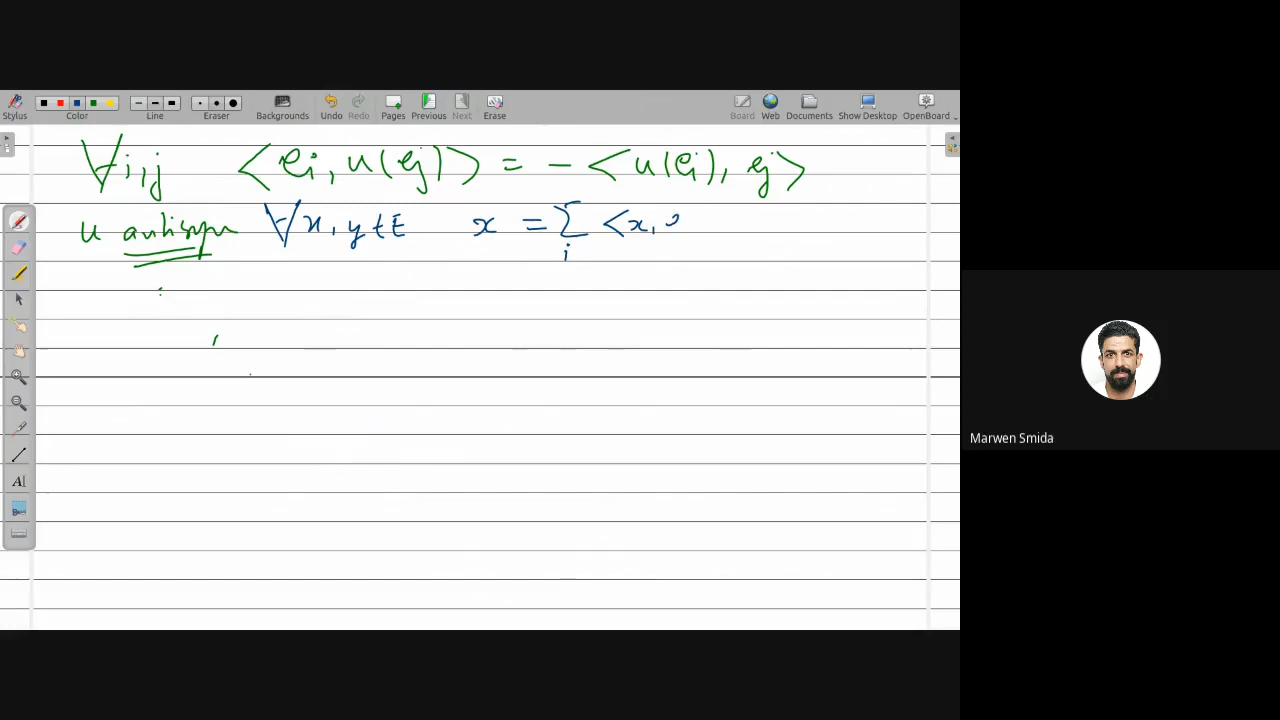 Stylus Color Line Eraser Backgrounds Undo Redo Pages Previous Next Erase Board Web Documents Show Desktop OpenBoard
∀i,j <ei, u(ej)> = - <u(ei), ej>
u antisym ∀x, y ∈ E x = ∑i <x,
Marwen Smida